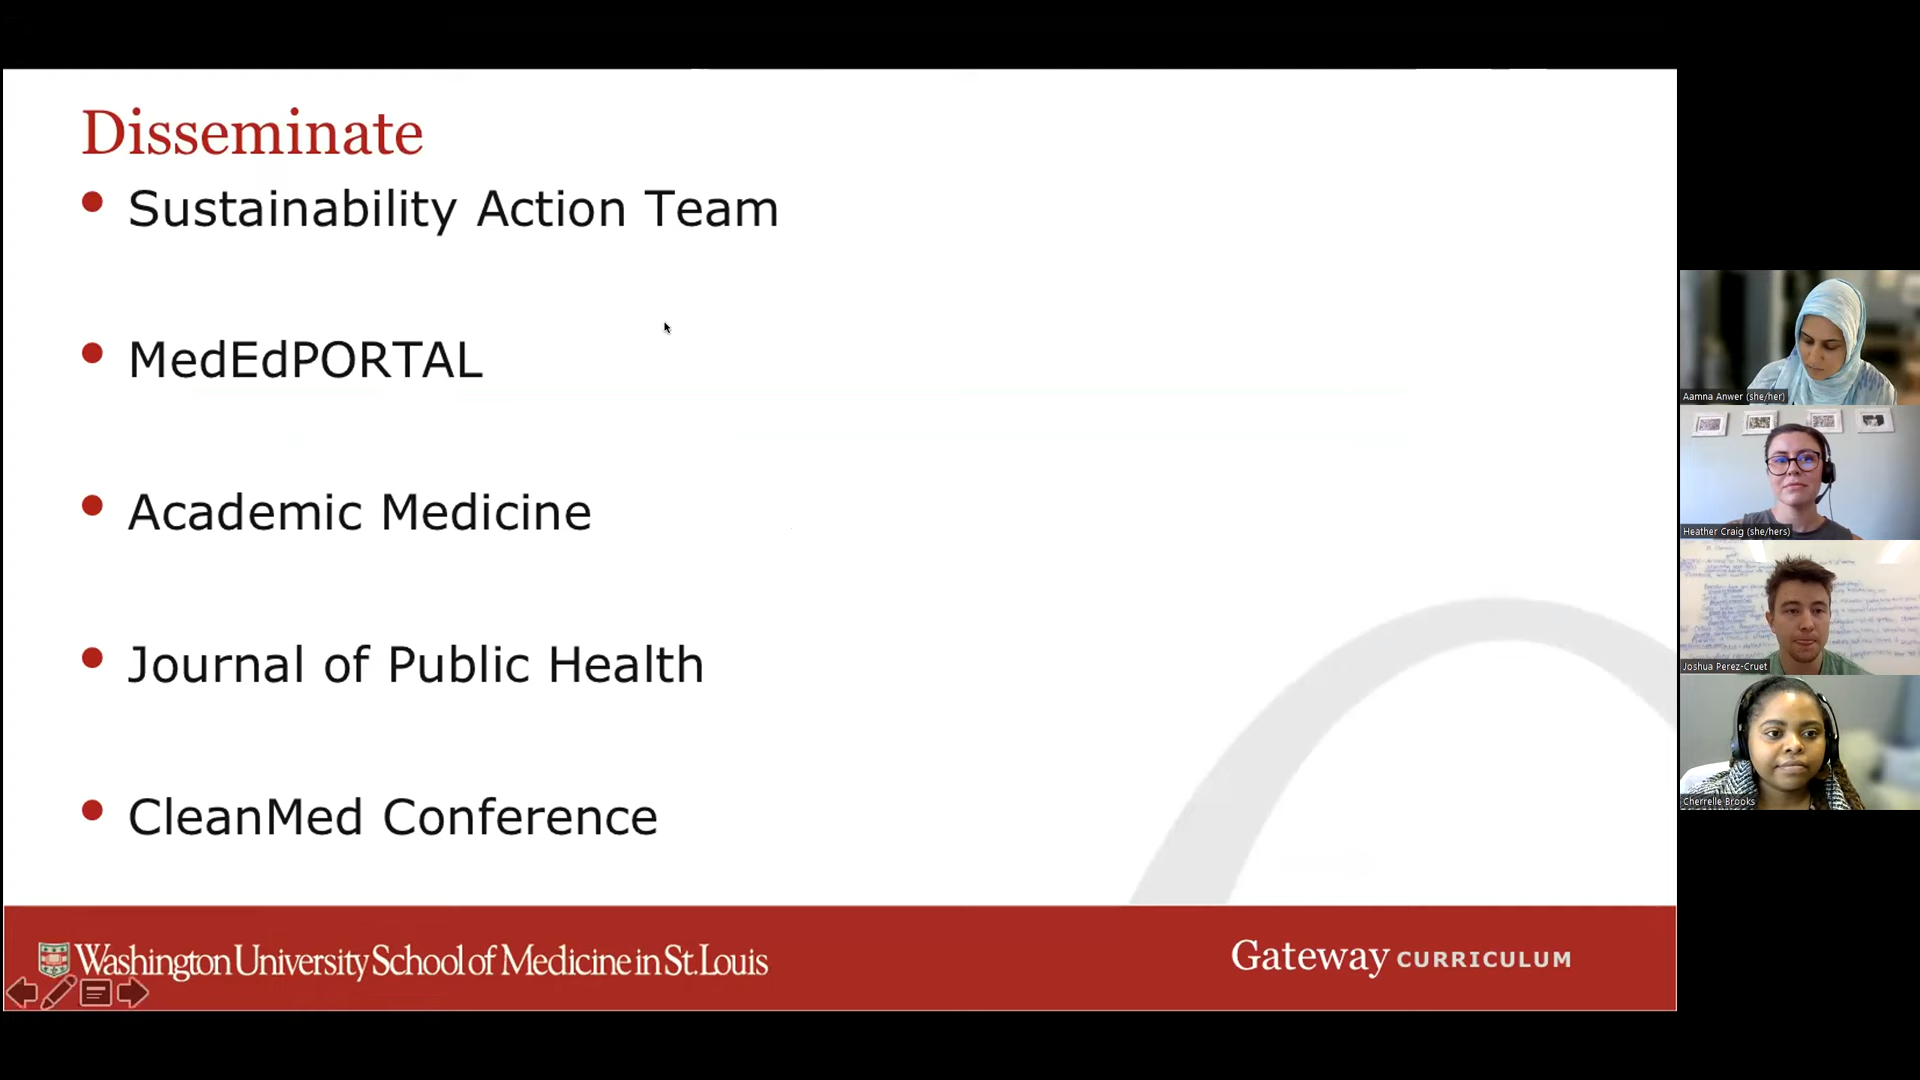 Disseminate
Sustainability Action Team
MedEdPORTAL
Academic Medicine
Journal of Public Health
CleanMed Conference
Washington University School of Medicine in St. Louis
Gateway CURRICULUM
Aamna Anwer (she/her)
Heather Craig (she/hers)
Joshua Perez-Cruet
Cherrelle Brooks